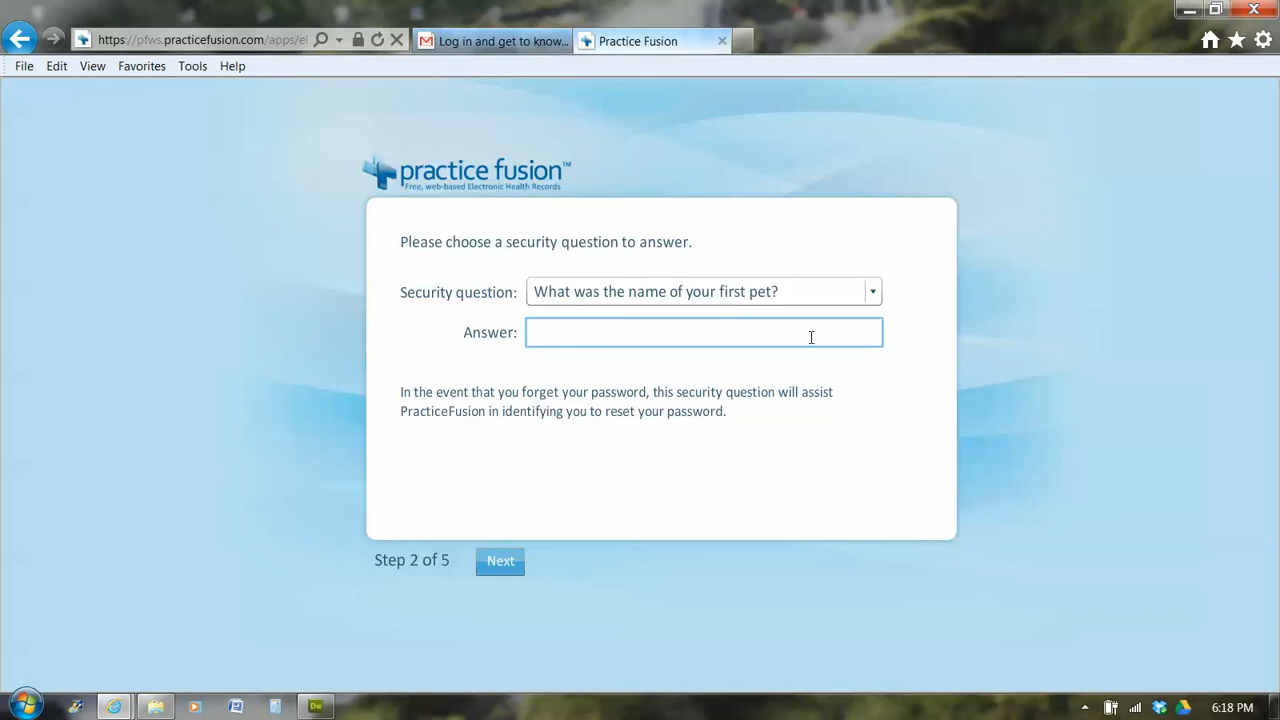 https://pfws.practicefusion.com/apps/el
Log in and get to know...
Practice Fusion
File Edit View Favorites Tools Help
practice fusion™
Free, web-based Electronic Health Records
Please choose a security question to answer.
Security question: What was the name of your first pet?
Answer:
In the event that you forget your password, this security question will assist
PracticeFusion in identifying you to reset your password.
Step 2 of 5 Next
Dw
6:18 PM